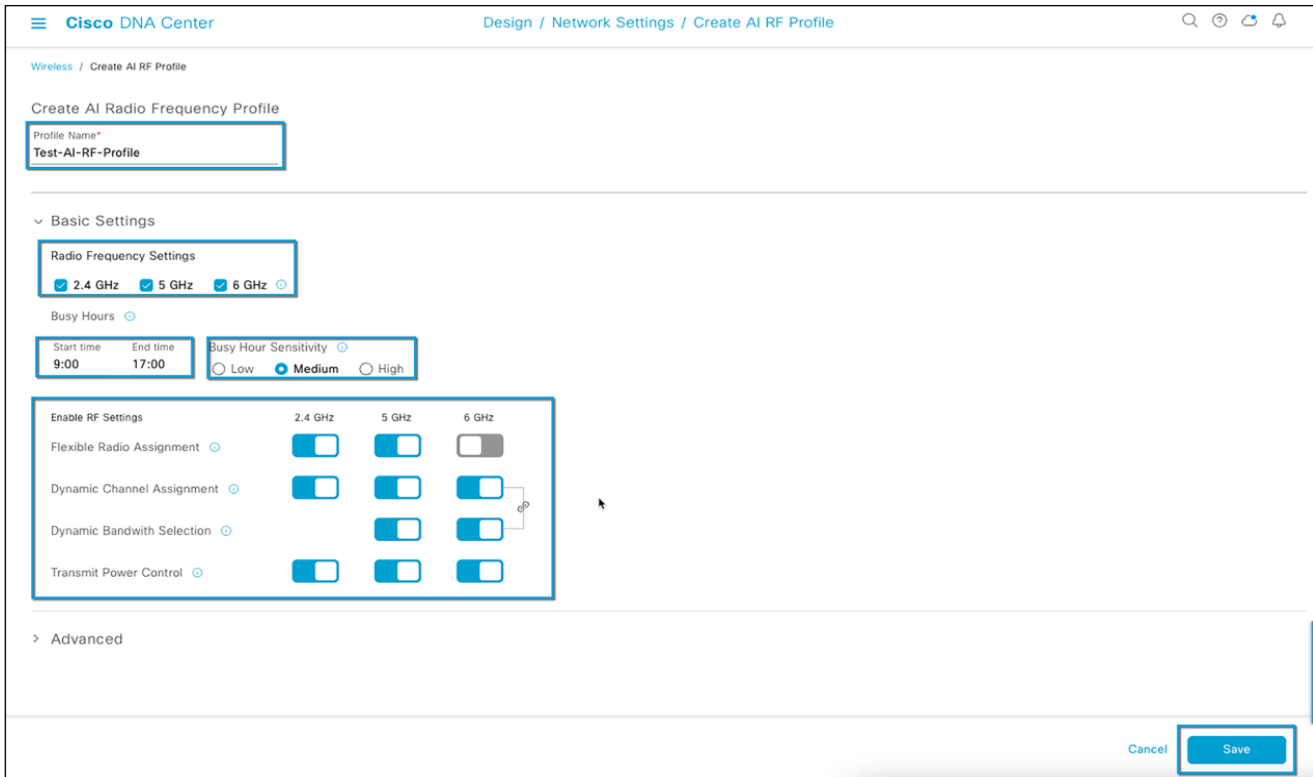 Cisco DNA Center
Design / Network Settings / Create AI RF Profile
Wireless / Create AI RF Profile
Create AI Radio Frequency Profile
Profile Name*
Test-AI-RF-Profile
Basic Settings
Radio Frequency Settings
2.4 GHz 5 GHz 6 GHz
Busy Hours
Start time End time Busy Hour Sensitivity
9:00 17:00 Low Medium High
Enable RF Settings 2.4 GHz 5 GHz 6 GHz
Flexible Radio Assignment
Dynamic Channel Assignment
Dynamic Bandwith Selection
Transmit Power Control
Advanced
Cancel Save